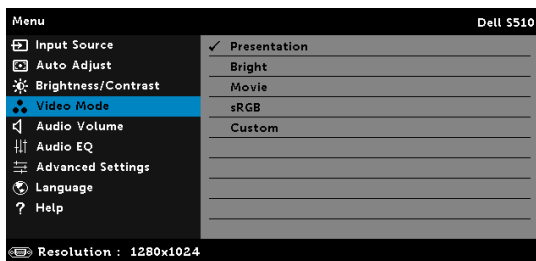 Menu Dell S510
Input Source
Auto Adjust
Brightness/Contrast
Video Mode
Audio Volume
Audio EQ
Advanced Settings
Language
? Help
✓ Presentation
Bright
Movie
sRGB
Custom
Resolution : 1280x1024